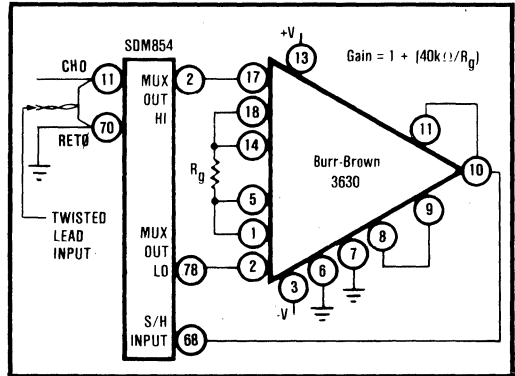 SDM854
+V
13
Gain = 1 + (40kΩ/Rg)
CH0
11
MUX
OUT
HI
2
17
18
14
11
10
70
RETØ
Rg
Burr-Brown
3630
5
1
9
8
7
6
3
-V
TWISTED
LEAD
INPUT
MUX
OUT
LO
78
2
S/H
INPUT
68